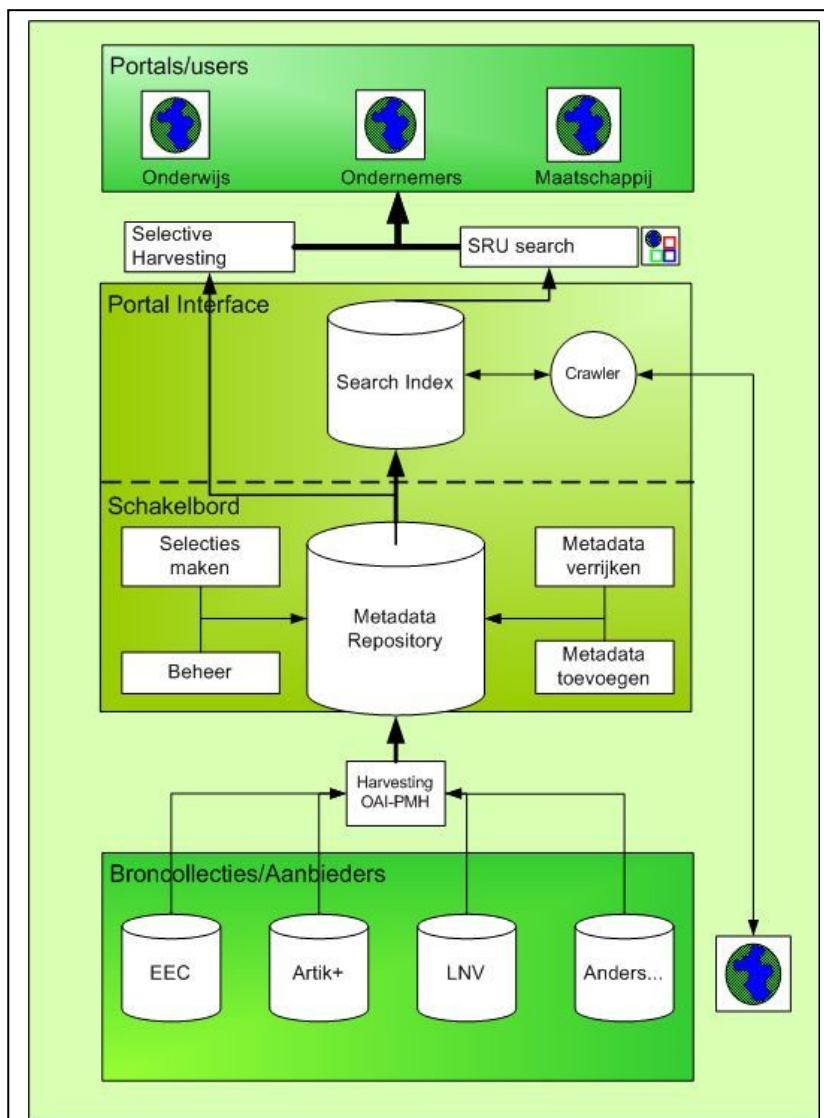 Portals/users
Onderwijs
Ondernemers
Maatschappij
Selective
Harvesting
SRU search
Portal Interface
Search Index
Crawler
Schakelbord
Selecties
maken
Metadata
verrijken
Metadata
Repository
Beheer
Metadata
toevoegen
Harvesting
OAI-PMH
Broncollecties/Aanbieders
EEC
Artik+
LNV
Anders...